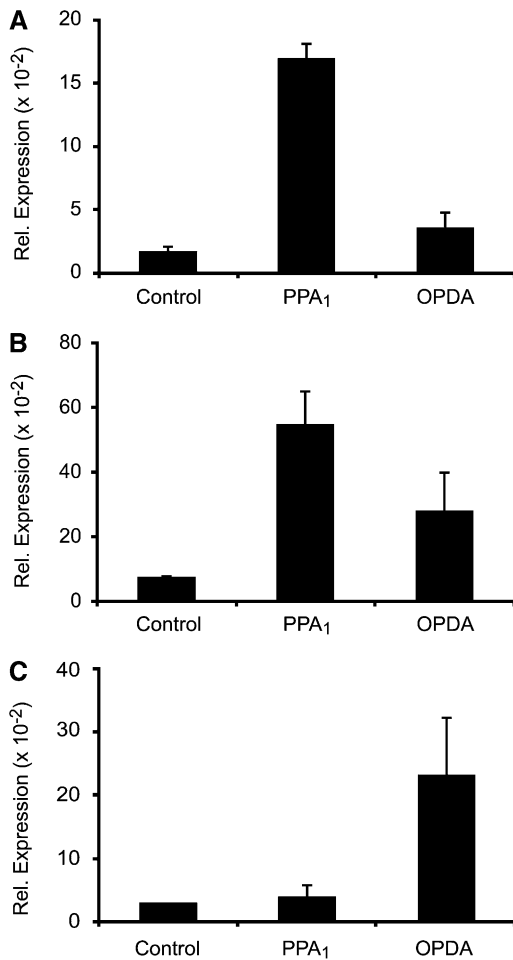 A
Rel. Expression (x 10⁻²)
20
15
10
5
0
Control PPA₁ OPDA
B
Rel. Expression (x 10⁻²)
80
60
40
20
0
Control PPA₁ OPDA
C
Rel. Expression (x 10⁻²)
40
30
20
10
0
Control PPA₁ OPDA